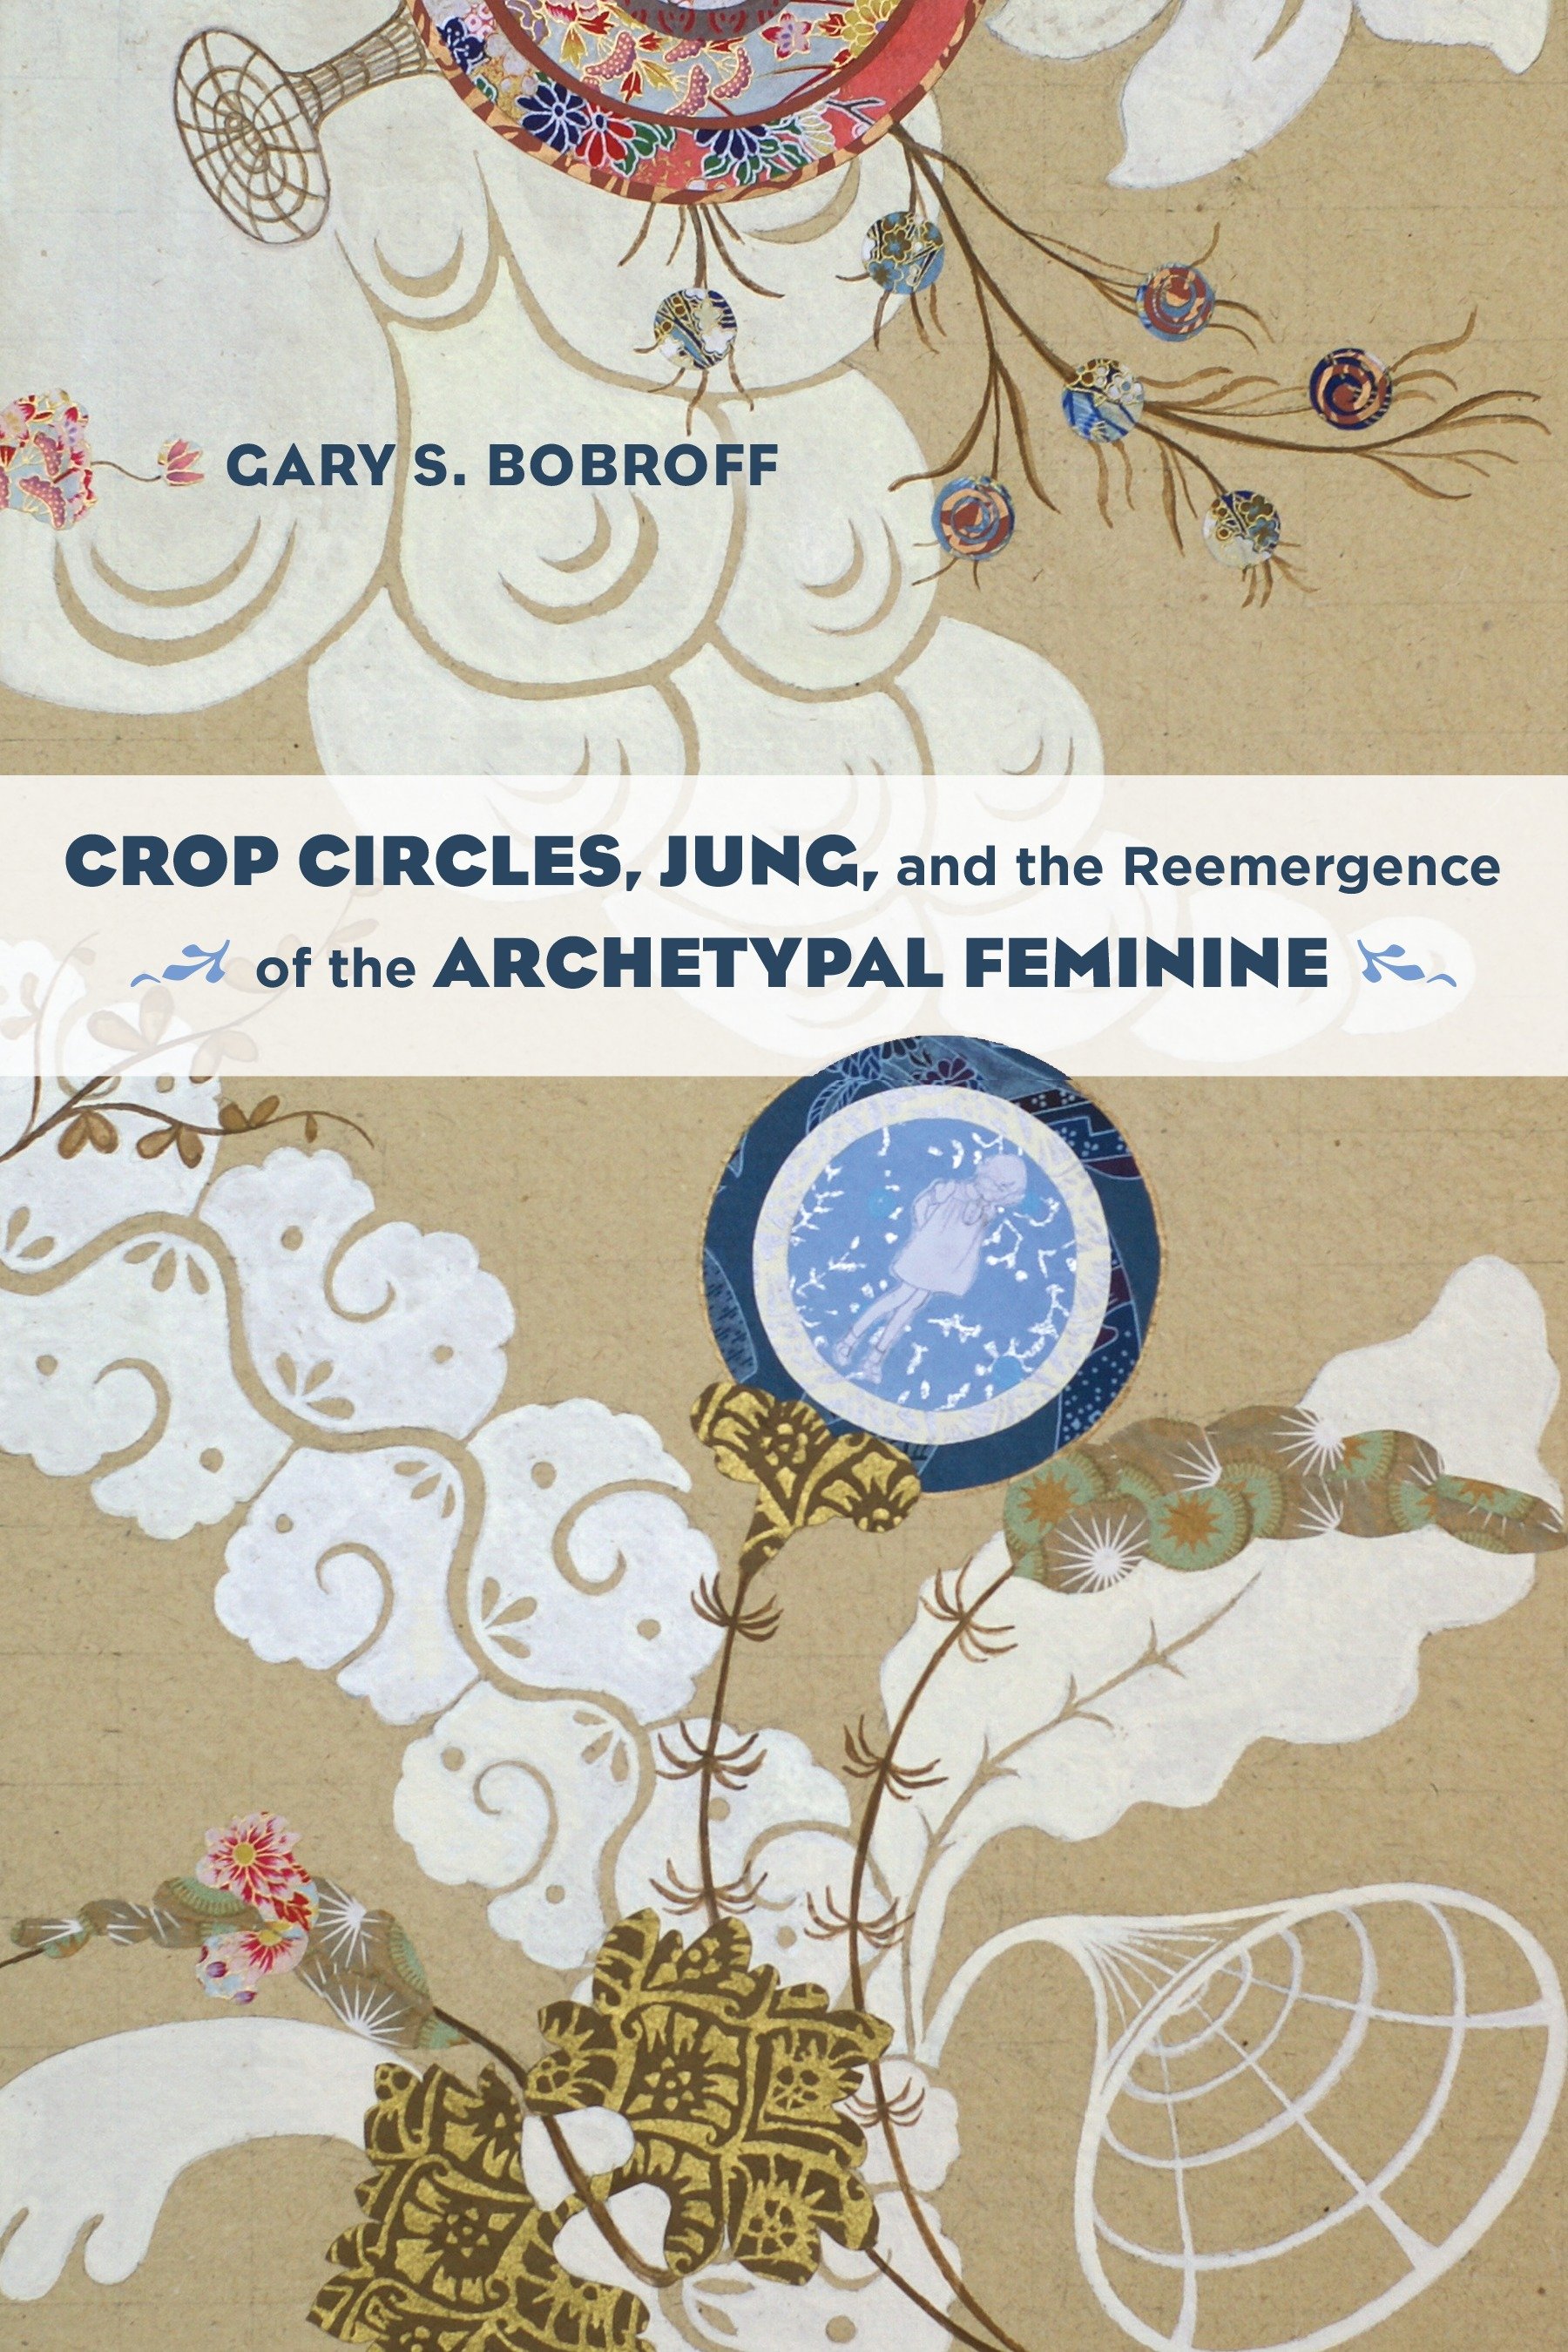 GARY S. BOBROFF
CROP CIRCLES, JUNG, and the Reemergence
of the ARCHETYPAL FEMININE